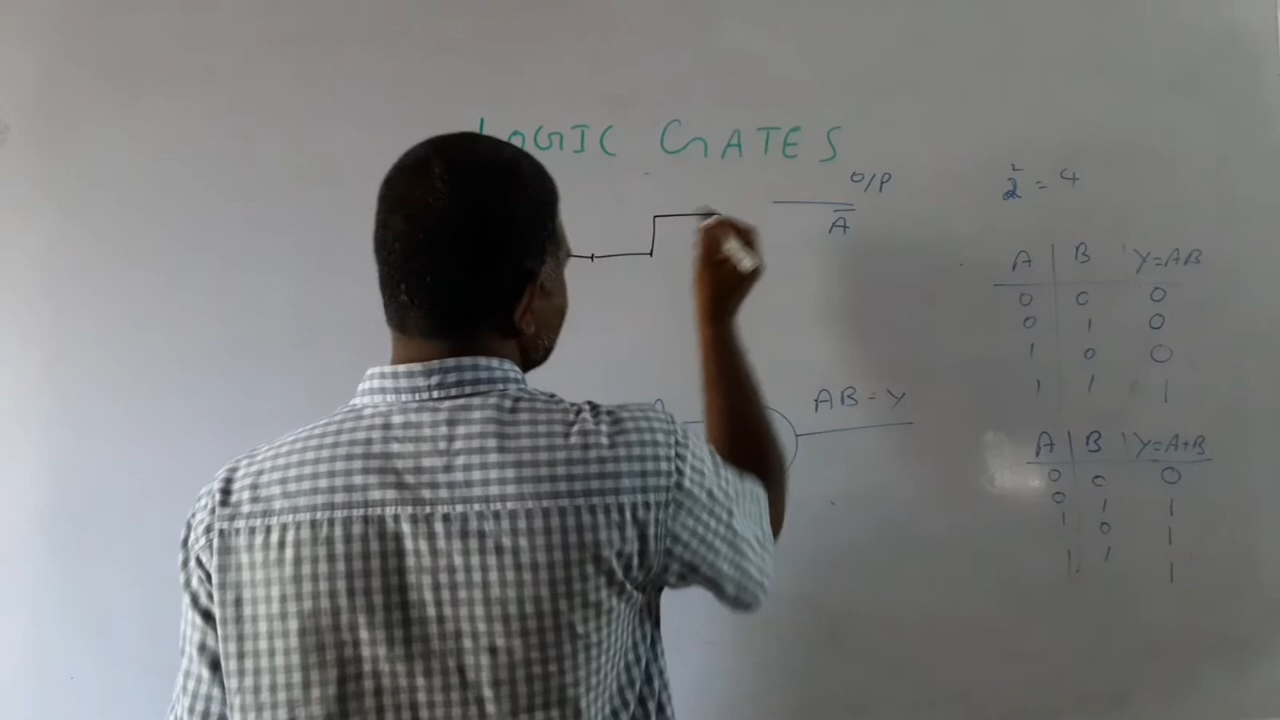 LOGIC GATES
O/P
A̅
2² = 4
A B Y=AB
0 0 0
0 1 0
1 0 0
1 1 1
AB = Y
A B Y=A+B
0 0 0
0 1 1
1 0 1
1 1 1